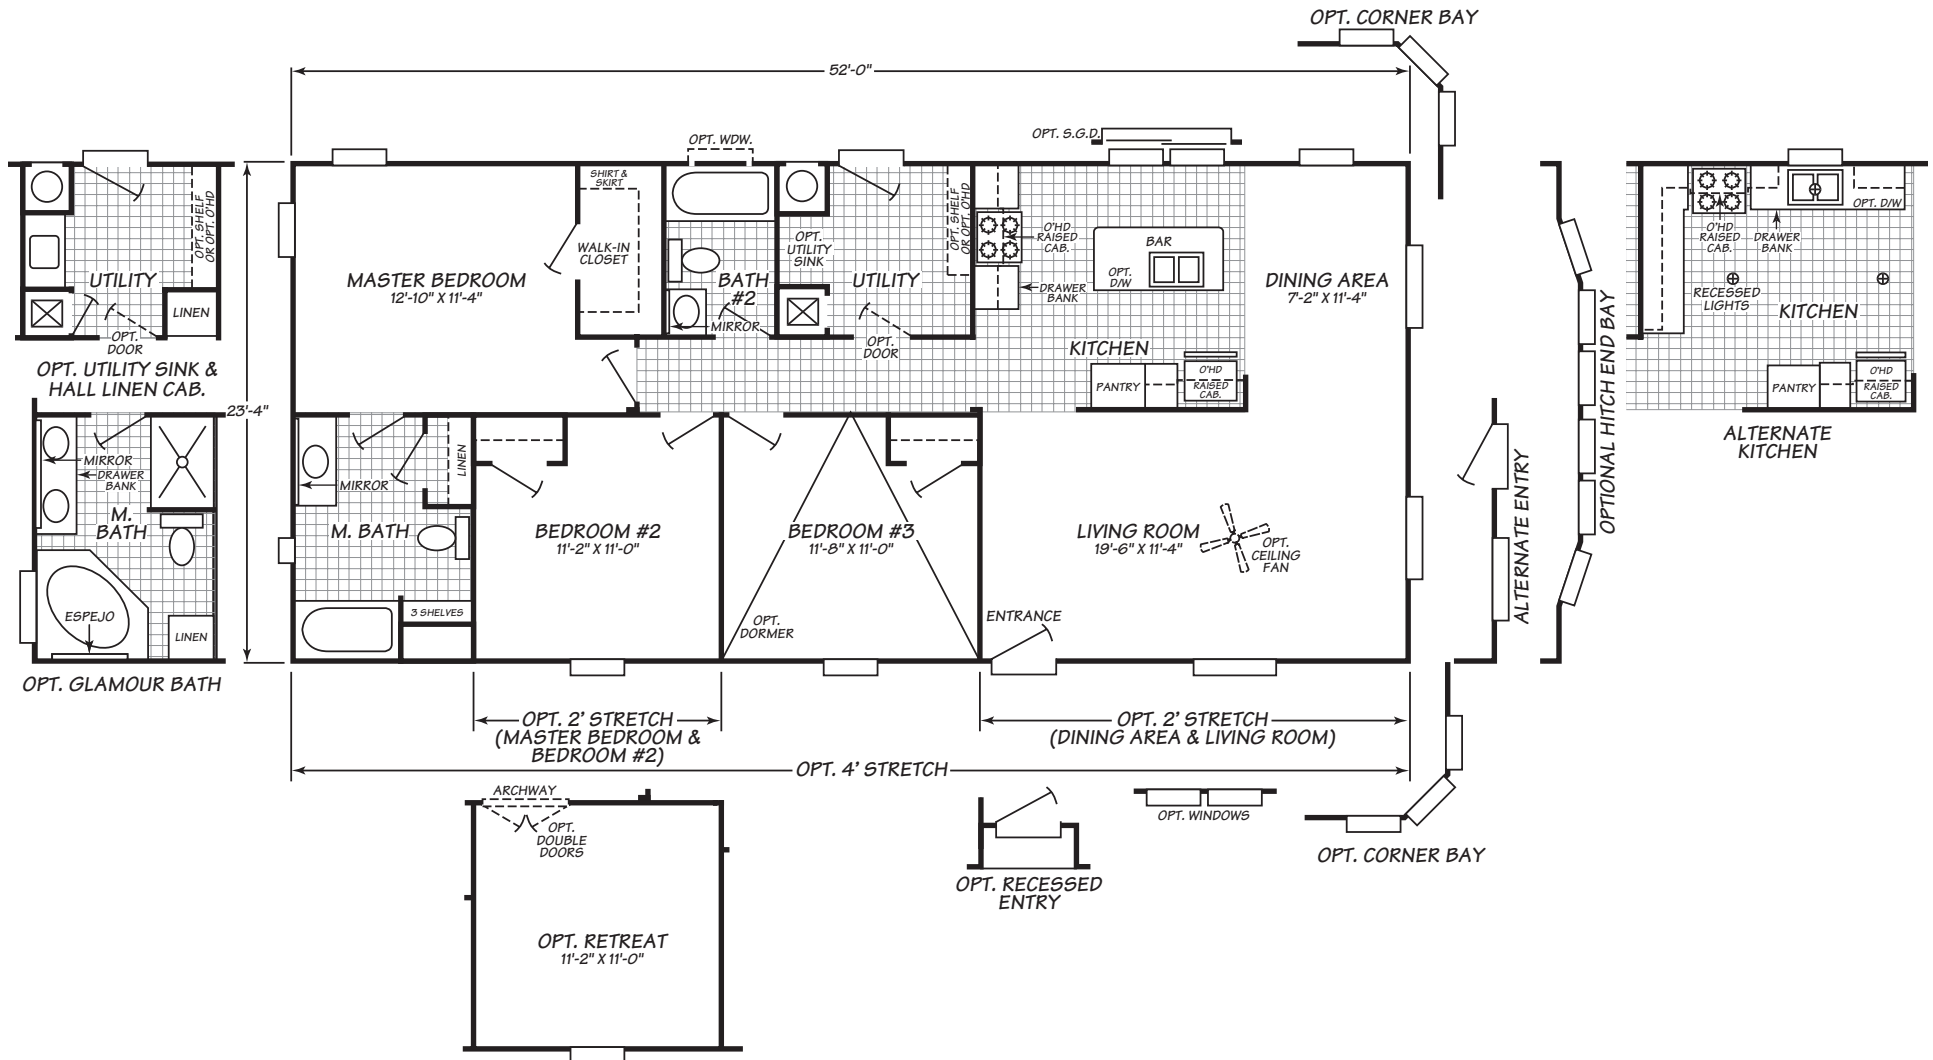 OPT. CORNER BAY
52'-0"
OPT. WDW.
OPT. S.G.D.
SHIRT &
SKIRT
WALK-IN
CLOSET
MASTER BEDROOM
12'-10" X 11'-4"
BATH
#2
MIRROR
OPT.
UTILITY
SINK
UTILITY
OPT. SHELF
OR OPT. O'HD
OPT.
DOOR
O'HD
RAISED
CAB.
DRAWER
BANK
BAR
OPT.
D/W
KITCHEN
PANTRY
O'HD
RAISED
CAB.
DINING AREA
7'-2" X 11'-4"
UTILITY
OPT. SHELF
OR OPT. O'HD
LINEN
OPT.
DOOR
OPT. UTILITY SINK &
HALL LINEN CAB.
23'-4"
MIRROR
DRAWER
BANK
M.
BATH
ESPEJO
LINEN
OPT. GLAMOUR BATH
MIRROR
LINEN
M. BATH
3 SHELVES
BEDROOM #2
11'-2" X 11'-0"
BEDROOM #3
11'-8" X 11'-0"
OPT.
DORMER
LIVING ROOM
19'-6" X 11'-4"
OPT.
CEILING
FAN
ENTRANCE
ALTERNATE ENTRY
OPTIONAL HITCH END BAY
O'HD
RAISED
CAB.
DRAWER
BANK
OPT. D/W
RECESSED
LIGHTS
KITCHEN
PANTRY
O'HD
RAISED
CAB.
ALTERNATE
KITCHEN
OPT. 2' STRETCH
(MASTER BEDROOM &
BEDROOM #2)
OPT. 2' STRETCH
(DINING AREA & LIVING ROOM)
OPT. 4' STRETCH
ARCHWAY
OPT.
DOUBLE
DOORS
OPT. RETREAT
11'-2" X 11'-0"
OPT. RECESSED
ENTRY
OPT. WINDOWS
OPT. CORNER BAY